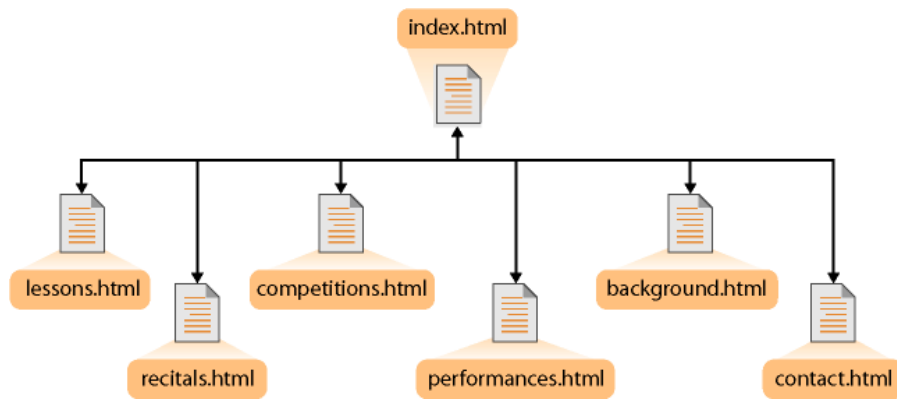 index.html
lessons.html
competitions.html
background.html
recitals.html
performances.html
contact.html